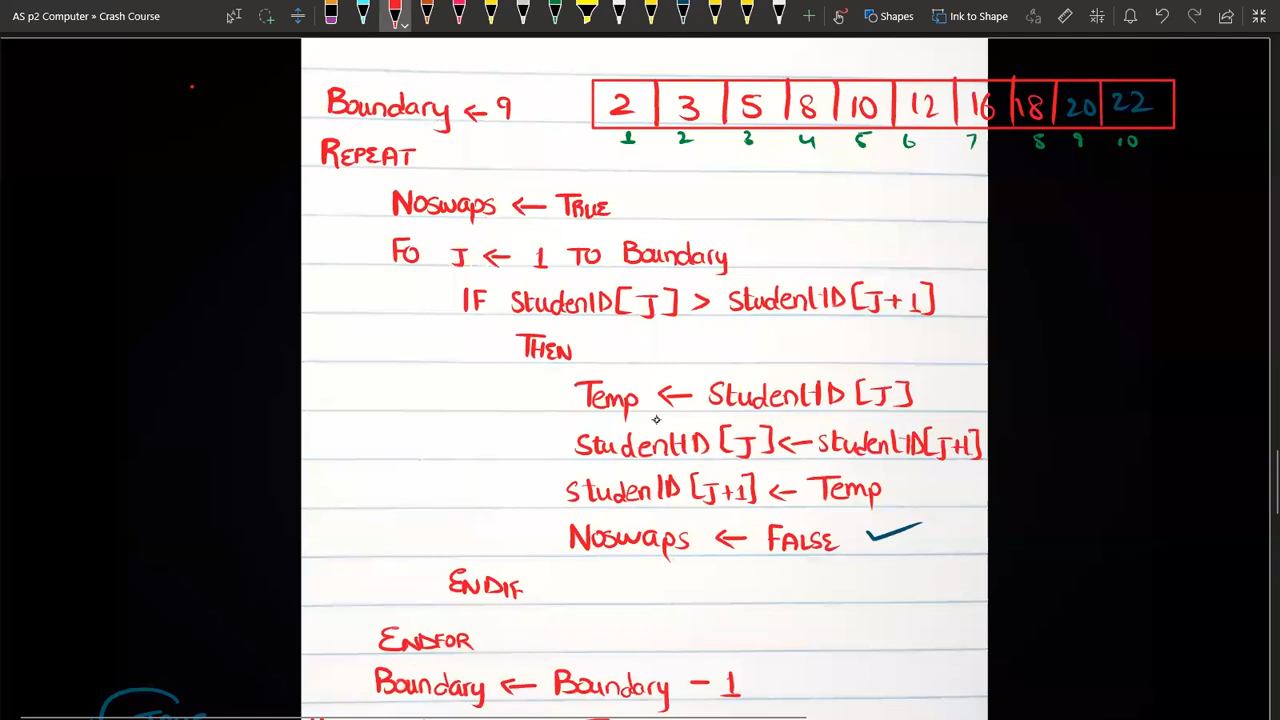 AS p2 Computer » Crash Course
Shapes
Ink to Shape
Boundary ← 9
2 3 5 8 10 12 16 18 20 22
1 2 3 4 5 6 7 8 9 10
REPEAT
Noswaps ← TRUE
FO J ← 1 TO Boundary
IF StudenID[J] > StudentID[J+1]
THEN
Temp ← StudentID[J]
StudentID[J] ← StudentID[J+1]
StudenID[J+1] ← Temp
Noswaps ← FALSE
ENDIF
ENDFOR
Boundary ← Boundary - 1